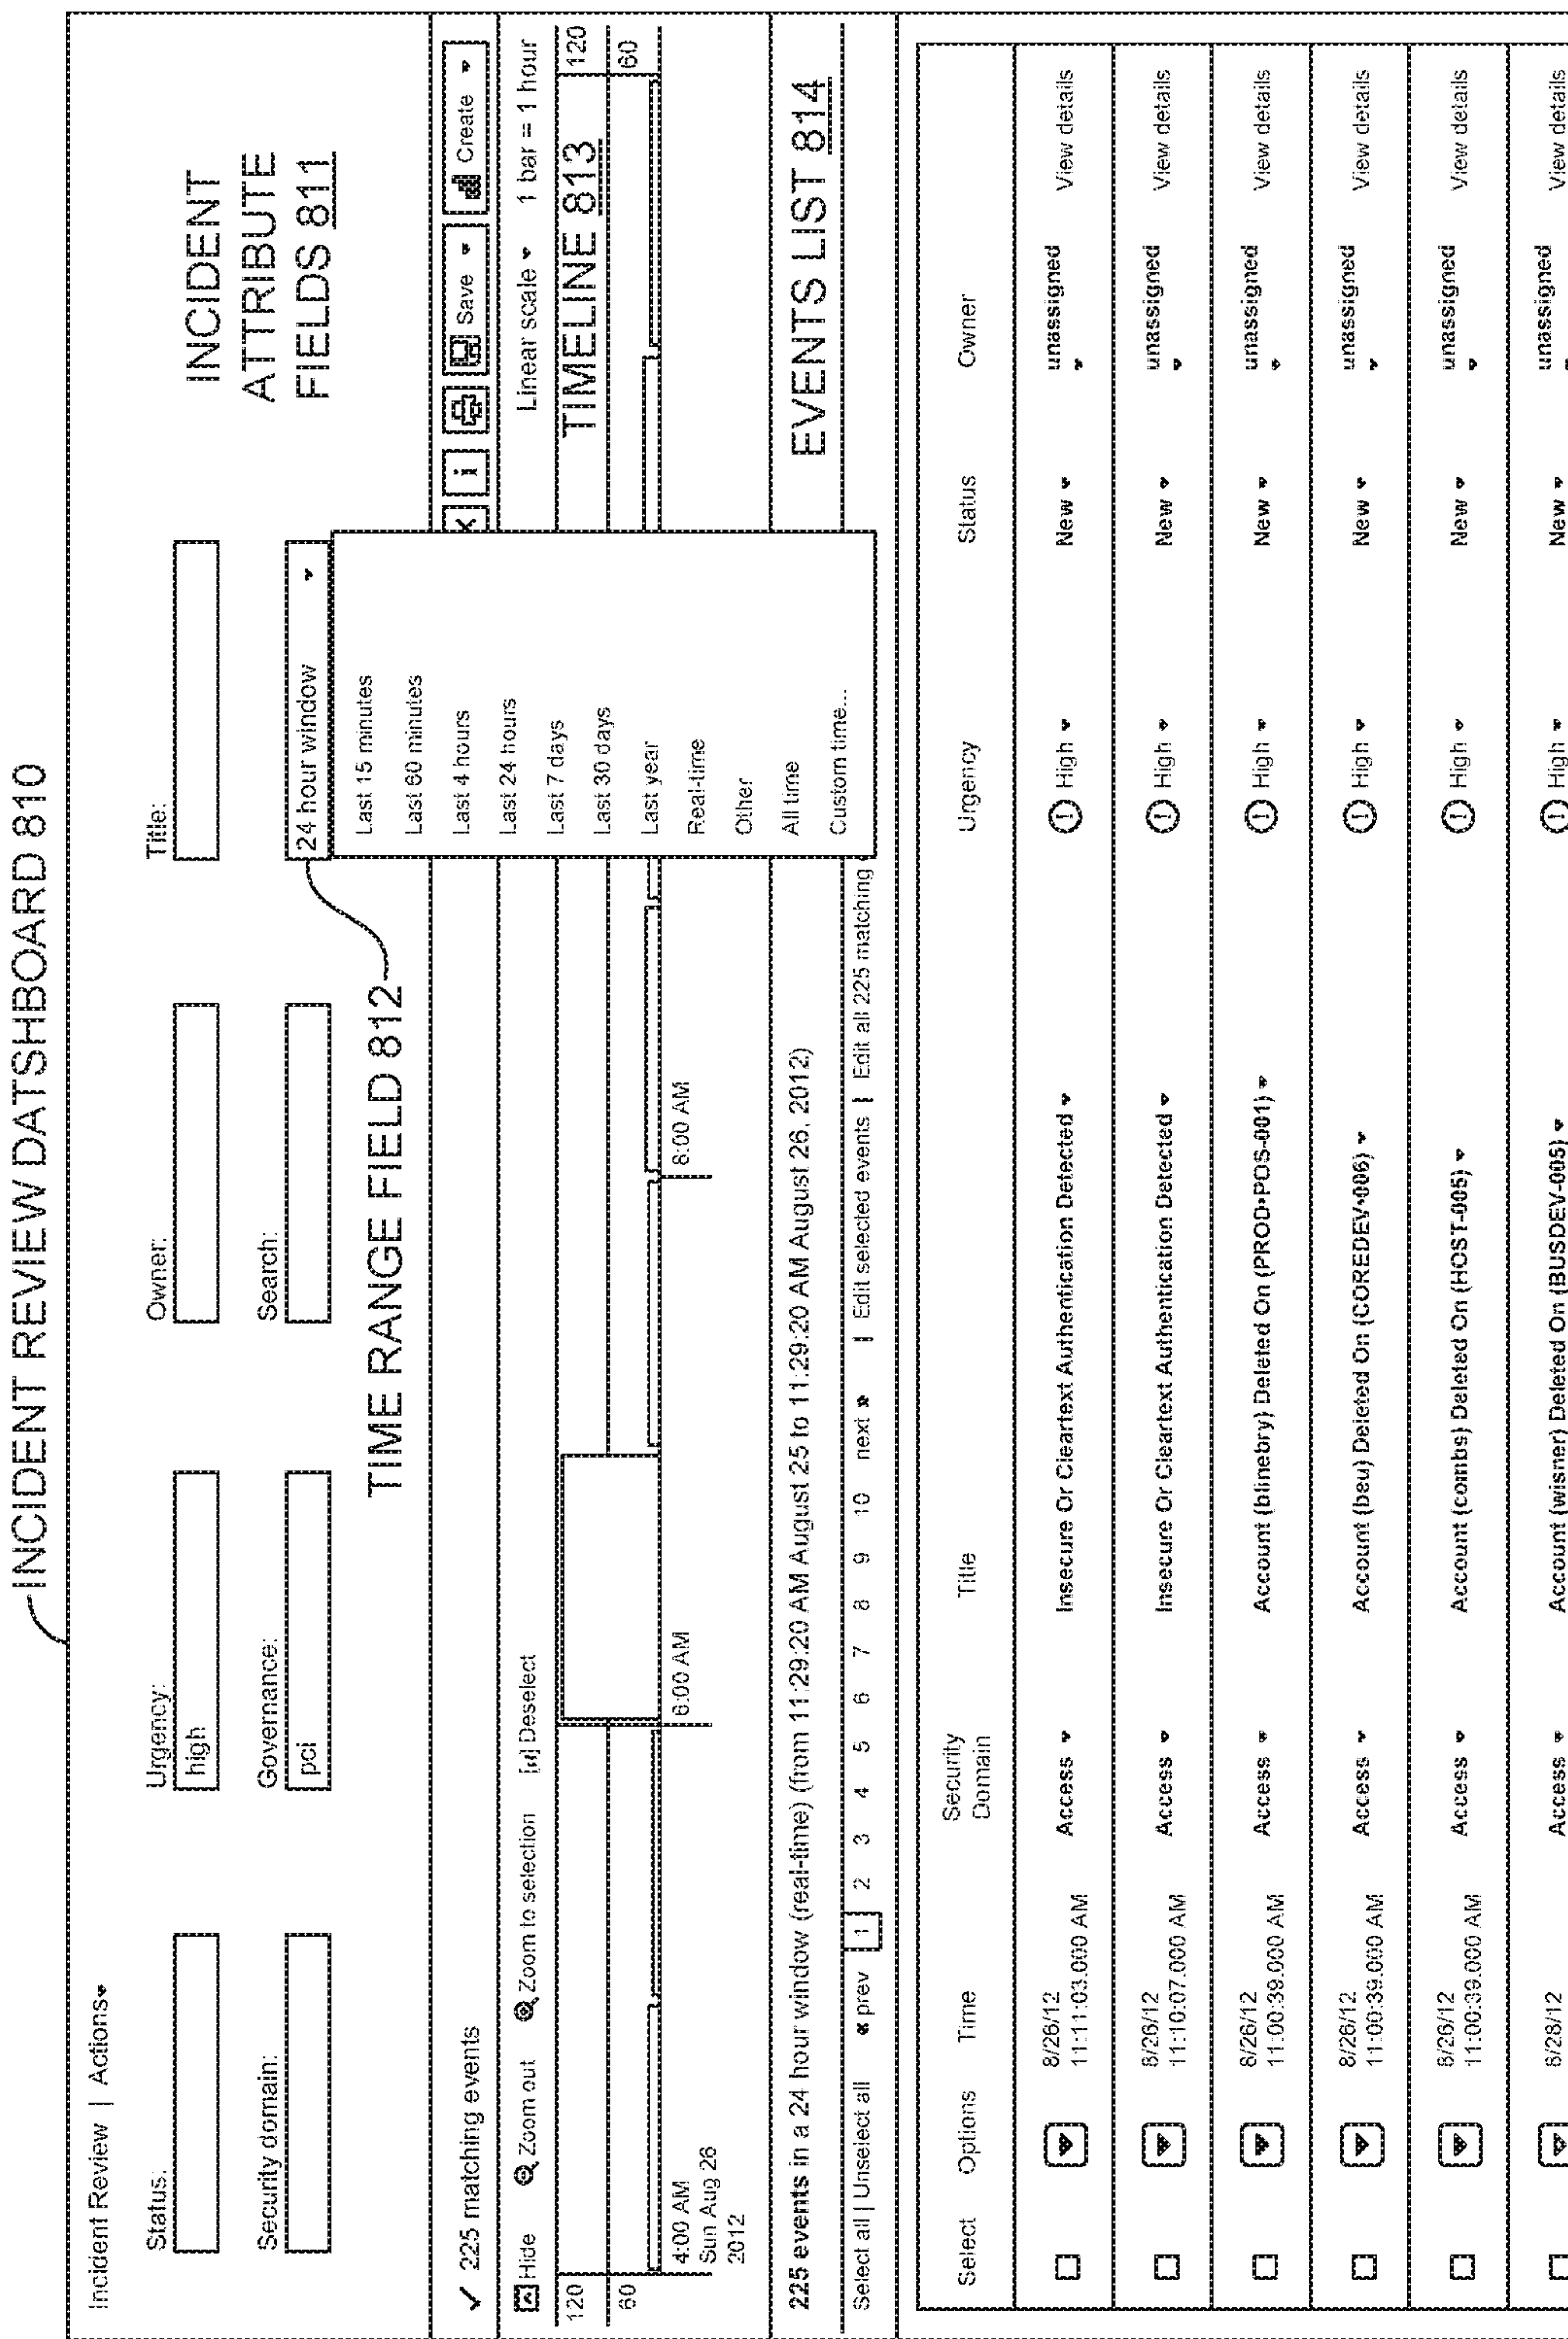 INCIDENT REVIEW DATSHBOARD 810
Incident Review | Actions
Status:
Urgency:
Owner:
Title:
high
INCIDENT
ATTRIBUTE
FIELDS 811
Security domain:
Governance:
Search:
pci
24 hour window
TIME RANGE FIELD 812
Last 15 minutes
Last 60 minutes
Last 4 hours
Last 24 hours
Last 7 days
Last 30 days
Last year
Real-time
Other
All time
Custom time...
✓ 225 matching events
i
Save
Create
Hide
Zoom out
Zoom to selection
Deselect
Linear scale
1 bar = 1 hour
120
TIMELINE 813
120
60
60
4:00 AM
Sun Aug 26
2012
6:00 AM
8:00 AM
225 events in a 24 hour window (real-time) (from 11:29:20 AM August 25 to 11:29:20 AM August 26, 2012)
EVENTS LIST 814
Select all | Unselect all « prev 1 2 3 4 5 6 7 8 9 10 next » | Edit selected events | Edit all 225 matching
Select Options Time Security Domain Title Urgency Status Owner
8/26/12
11:11:03.000 AM Access Insecure Or Cleartext Authentication Detected High New unassigned View details
8/26/12
11:10:07.000 AM Access Insecure Or Cleartext Authentication Detected High New unassigned View details
8/26/12
11:00:39.000 AM Access Account (blinebry) Deleted On (PROD-POS-001) High New unassigned View details
8/26/12
11:00:39.000 AM Access Account (beu) Deleted On (COREDEV-006) High New unassigned View details
8/26/12
11:00:39.000 AM Access Account (combs) Deleted On (HOST-005) High New unassigned View details
8/28/12
Access Account (wisner) Deleted On (BUSDEV-005) High New unassigned View details